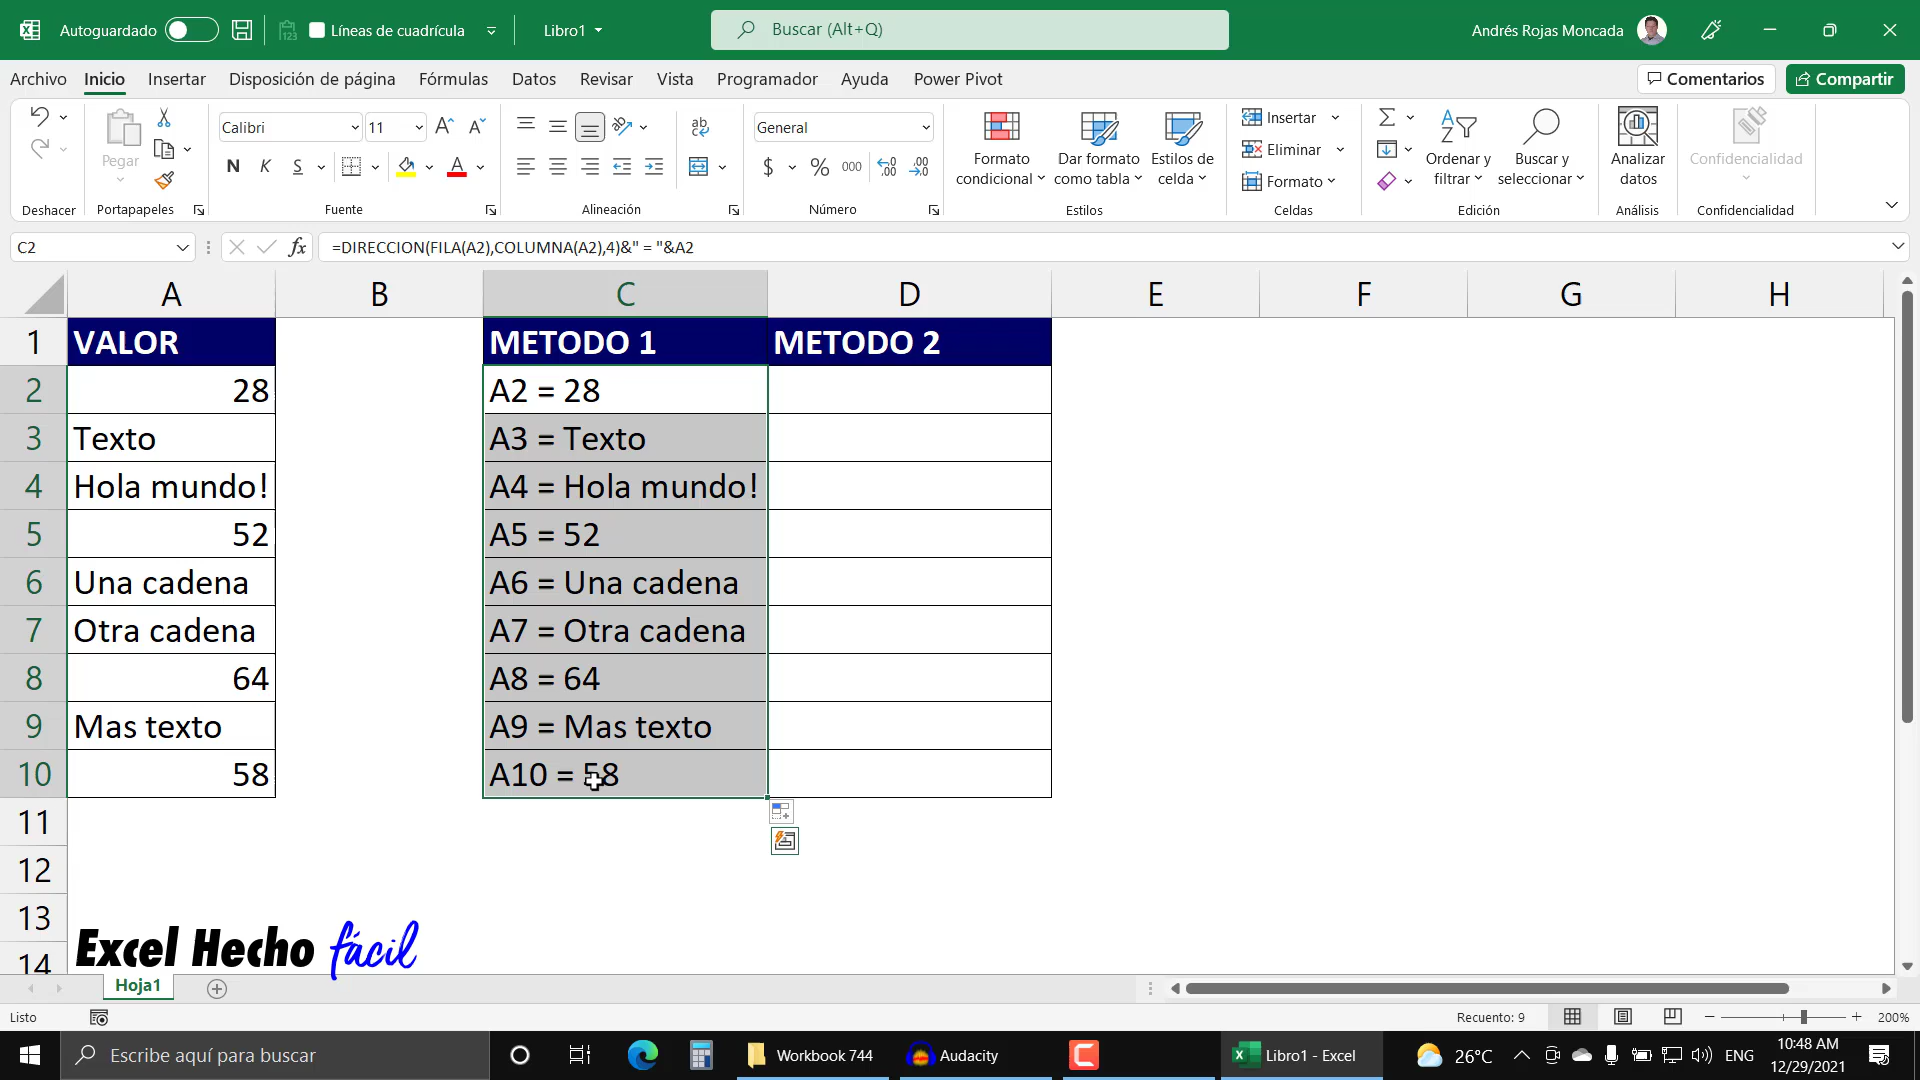 Autoguardado
Líneas de cuadrícula
Libro1
Buscar (Alt+Q)
Andrés Rojas Moncada
Archivo Inicio Insertar Disposición de página Fórmulas Datos Revisar Vista Programador Ayuda Power Pivot
Comentarios Compartir
Deshacer
Pegar
Portapapeles
Calibri 11
N K S
Fuente
ab
Alineación
General
$ % 000
Número
Formato condicional
Dar formato como tabla
Estilos de celda
Estilos
Insertar
Eliminar
Formato
Celdas
Ordenar y filtrar
Buscar y seleccionar
Edición
Analizar datos
Análisis
Confidencialidad
Confidencialidad
C2 fx =DIRECCION(FILA(A2),COLUMNA(A2),4)&" = "&A2
A B C D E F G H
1 VALOR METODO 1 METODO 2
2 28 A2 = 28
3 Texto A3 = Texto
4 Hola mundo! A4 = Hola mundo!
5 52 A5 = 52
6 Una cadena A6 = Una cadena
7 Otra cadena A7 = Otra cadena
8 64 A8 = 64
9 Mas texto A9 = Mas texto
10 58 A10 = 58
11
12
13
14
Excel Hecho fácil
Hoja1
Listo
Recuento: 9
200%
Escribe aquí para buscar
Workbook 744
Audacity
Libro1 - Excel
26°C
ENG
10:48 AM
12/29/2021